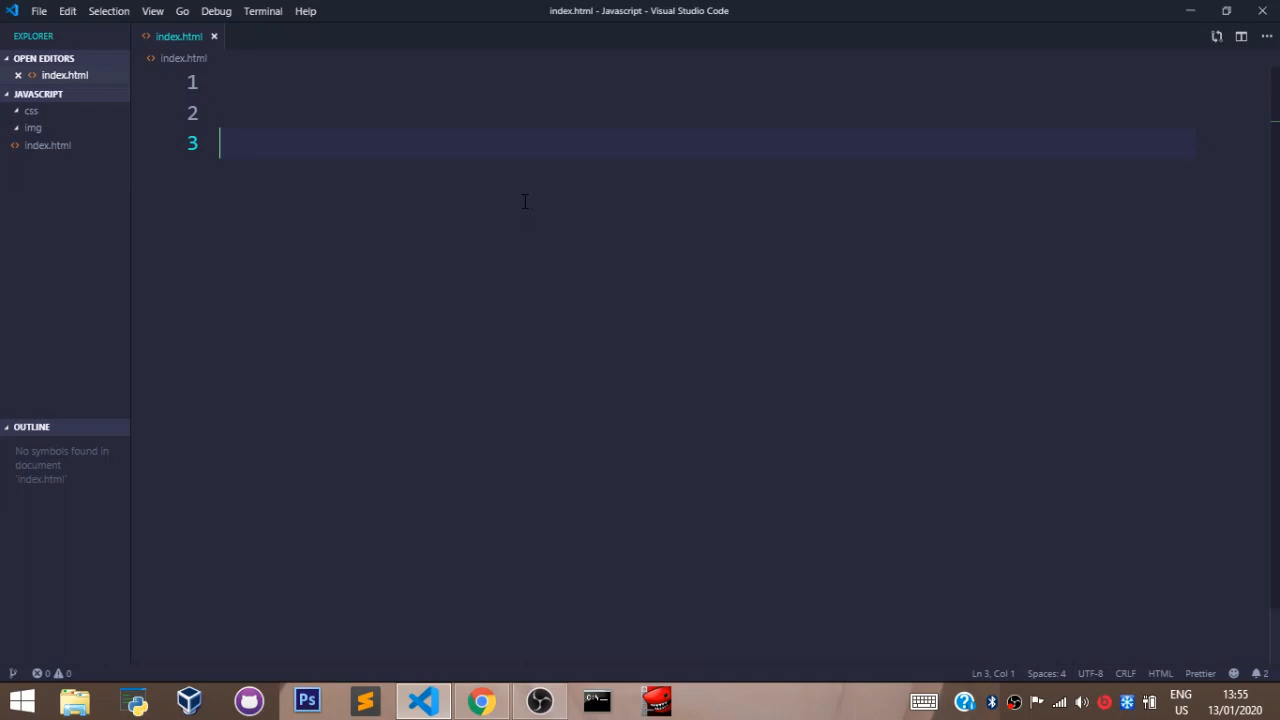 File Edit Selection View Go Debug Terminal Help
index.html - Javascript - Visual Studio Code
EXPLORER
index.html
OPEN EDITORS
index.html
index.html
JAVASCRIPT
css
img
index.html
1
2
3
OUTLINE
No symbols found in
document
'index.html'
0 0
Ln 3, Col 1 Spaces: 4 UTF-8 CRLF HTML Prettier 2
Ps
C:\
ENG 13:55
US 13/01/2020